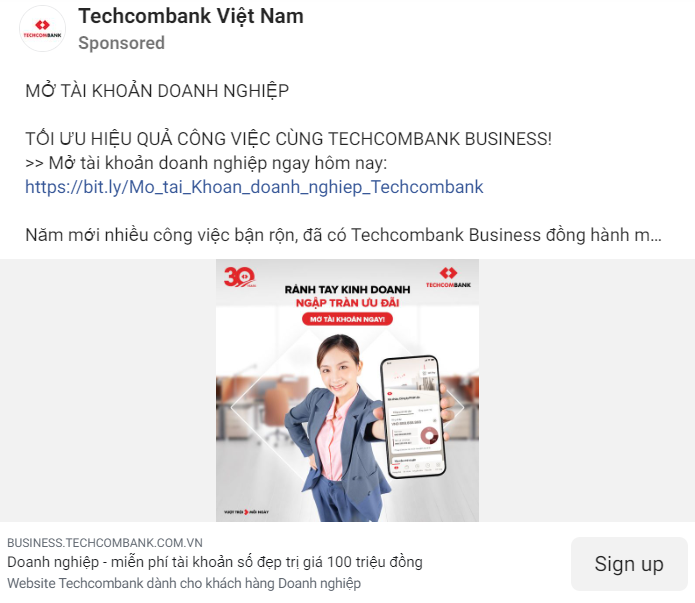 Techcombank Việt Nam
Sponsored
MỞ TÀI KHOẢN DOANH NGHIỆP
TỐI ƯU HIỆU QUẢ CÔNG VIỆC CÙNG TECHCOMBANK BUSINESS!
>> Mở tài khoản doanh nghiệp ngay hôm nay:
https://bit.ly/Mo_tai_Khoan_doanh_nghiep_Techcombank
Năm mới nhiều công việc bận rộn, đã có Techcombank Business đồng hành m...
30
TECHCOMBANK
RẢNH TAY KINH DOANH
NGẬP TRÀN ƯU ĐÃI
MỞ TÀI KHOẢN NGAY!
VƯỢT TRỘI MỖI NGÀY
BUSINESS.TECHCOMBANK.COM.VN
Doanh nghiệp - miễn phí tài khoản số đẹp trị giá 100 triệu đồng
Website Techcombank dành cho khách hàng Doanh nghiệp
Sign up